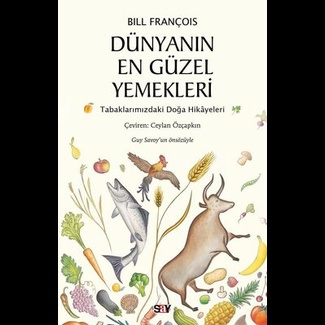 BILL FRANÇOIS
DÜNYANIN
EN GÜZEL
YEMEKLERİ
Tabaklarımızdaki Doğa Hikâyeleri
Çeviren: Ceylan Özçapkın
Guy Savoy'un önsözüyle
SAY